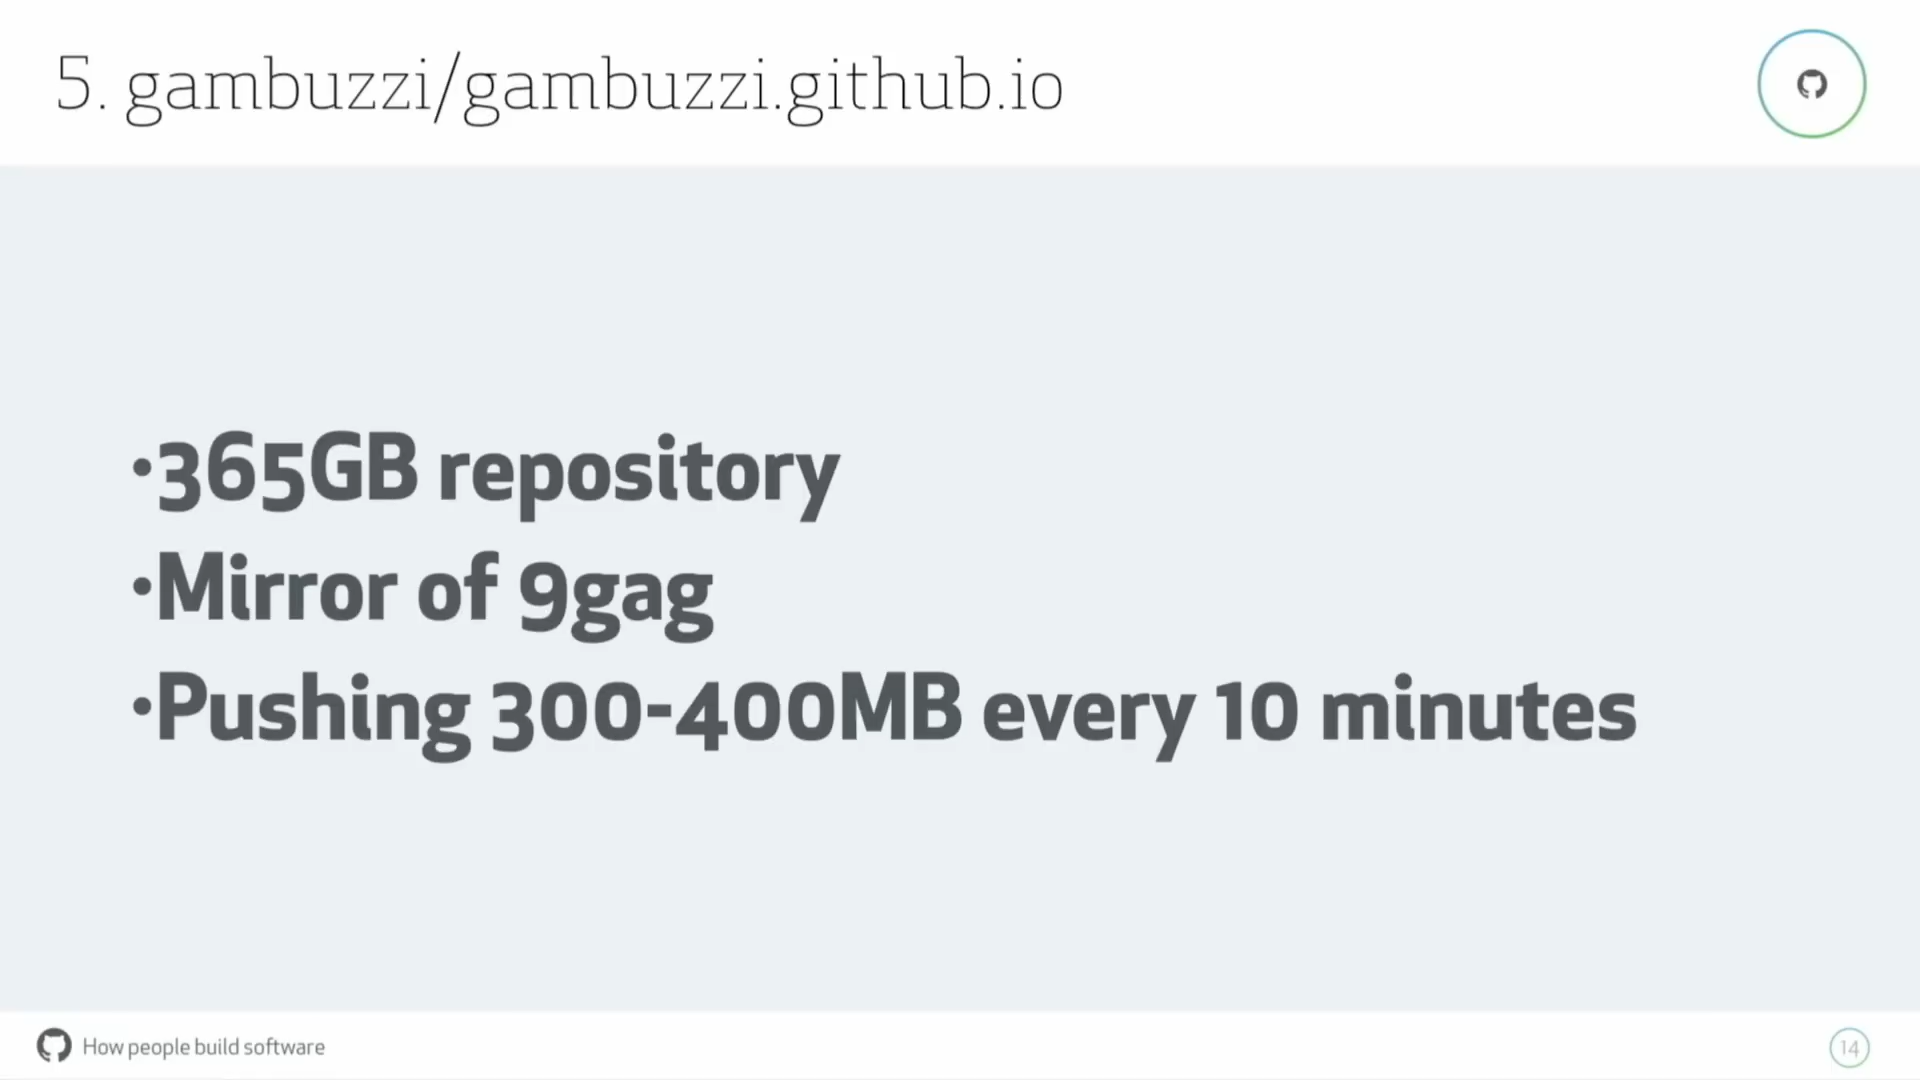 5. gambuzzi/gambuzzi.github.io
•365GB repository
•Mirror of 9gag
•Pushing 300-400MB every 10 minutes
How people build software
14